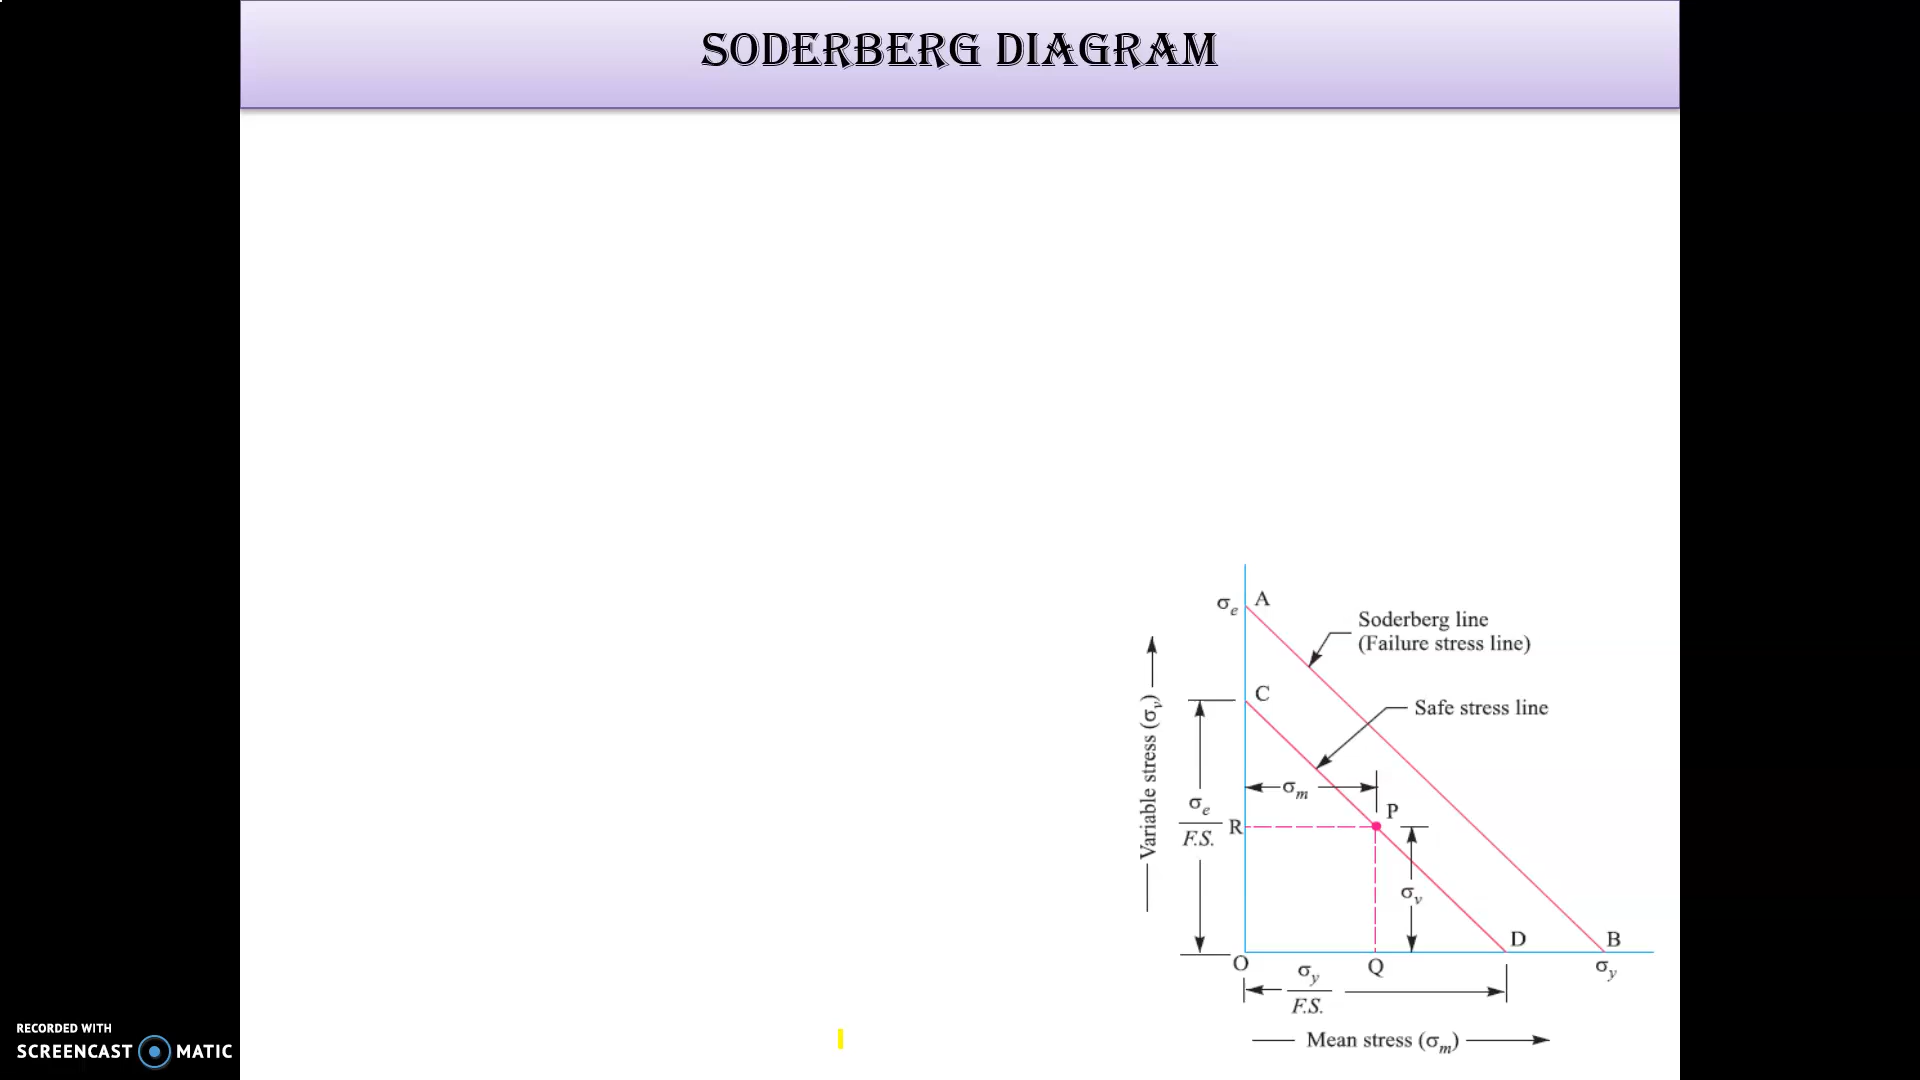 SODERBERG DIAGRAM
σe A
Soderberg line
(Failure stress line)
C
Safe stress line
Variable stress (σv)
σm
σe
F.S.
R
P
σv
D
B
O
σy
F.S.
Q
σy
Mean stress (σm)
RECORDED WITH
SCREENCAST MATIC